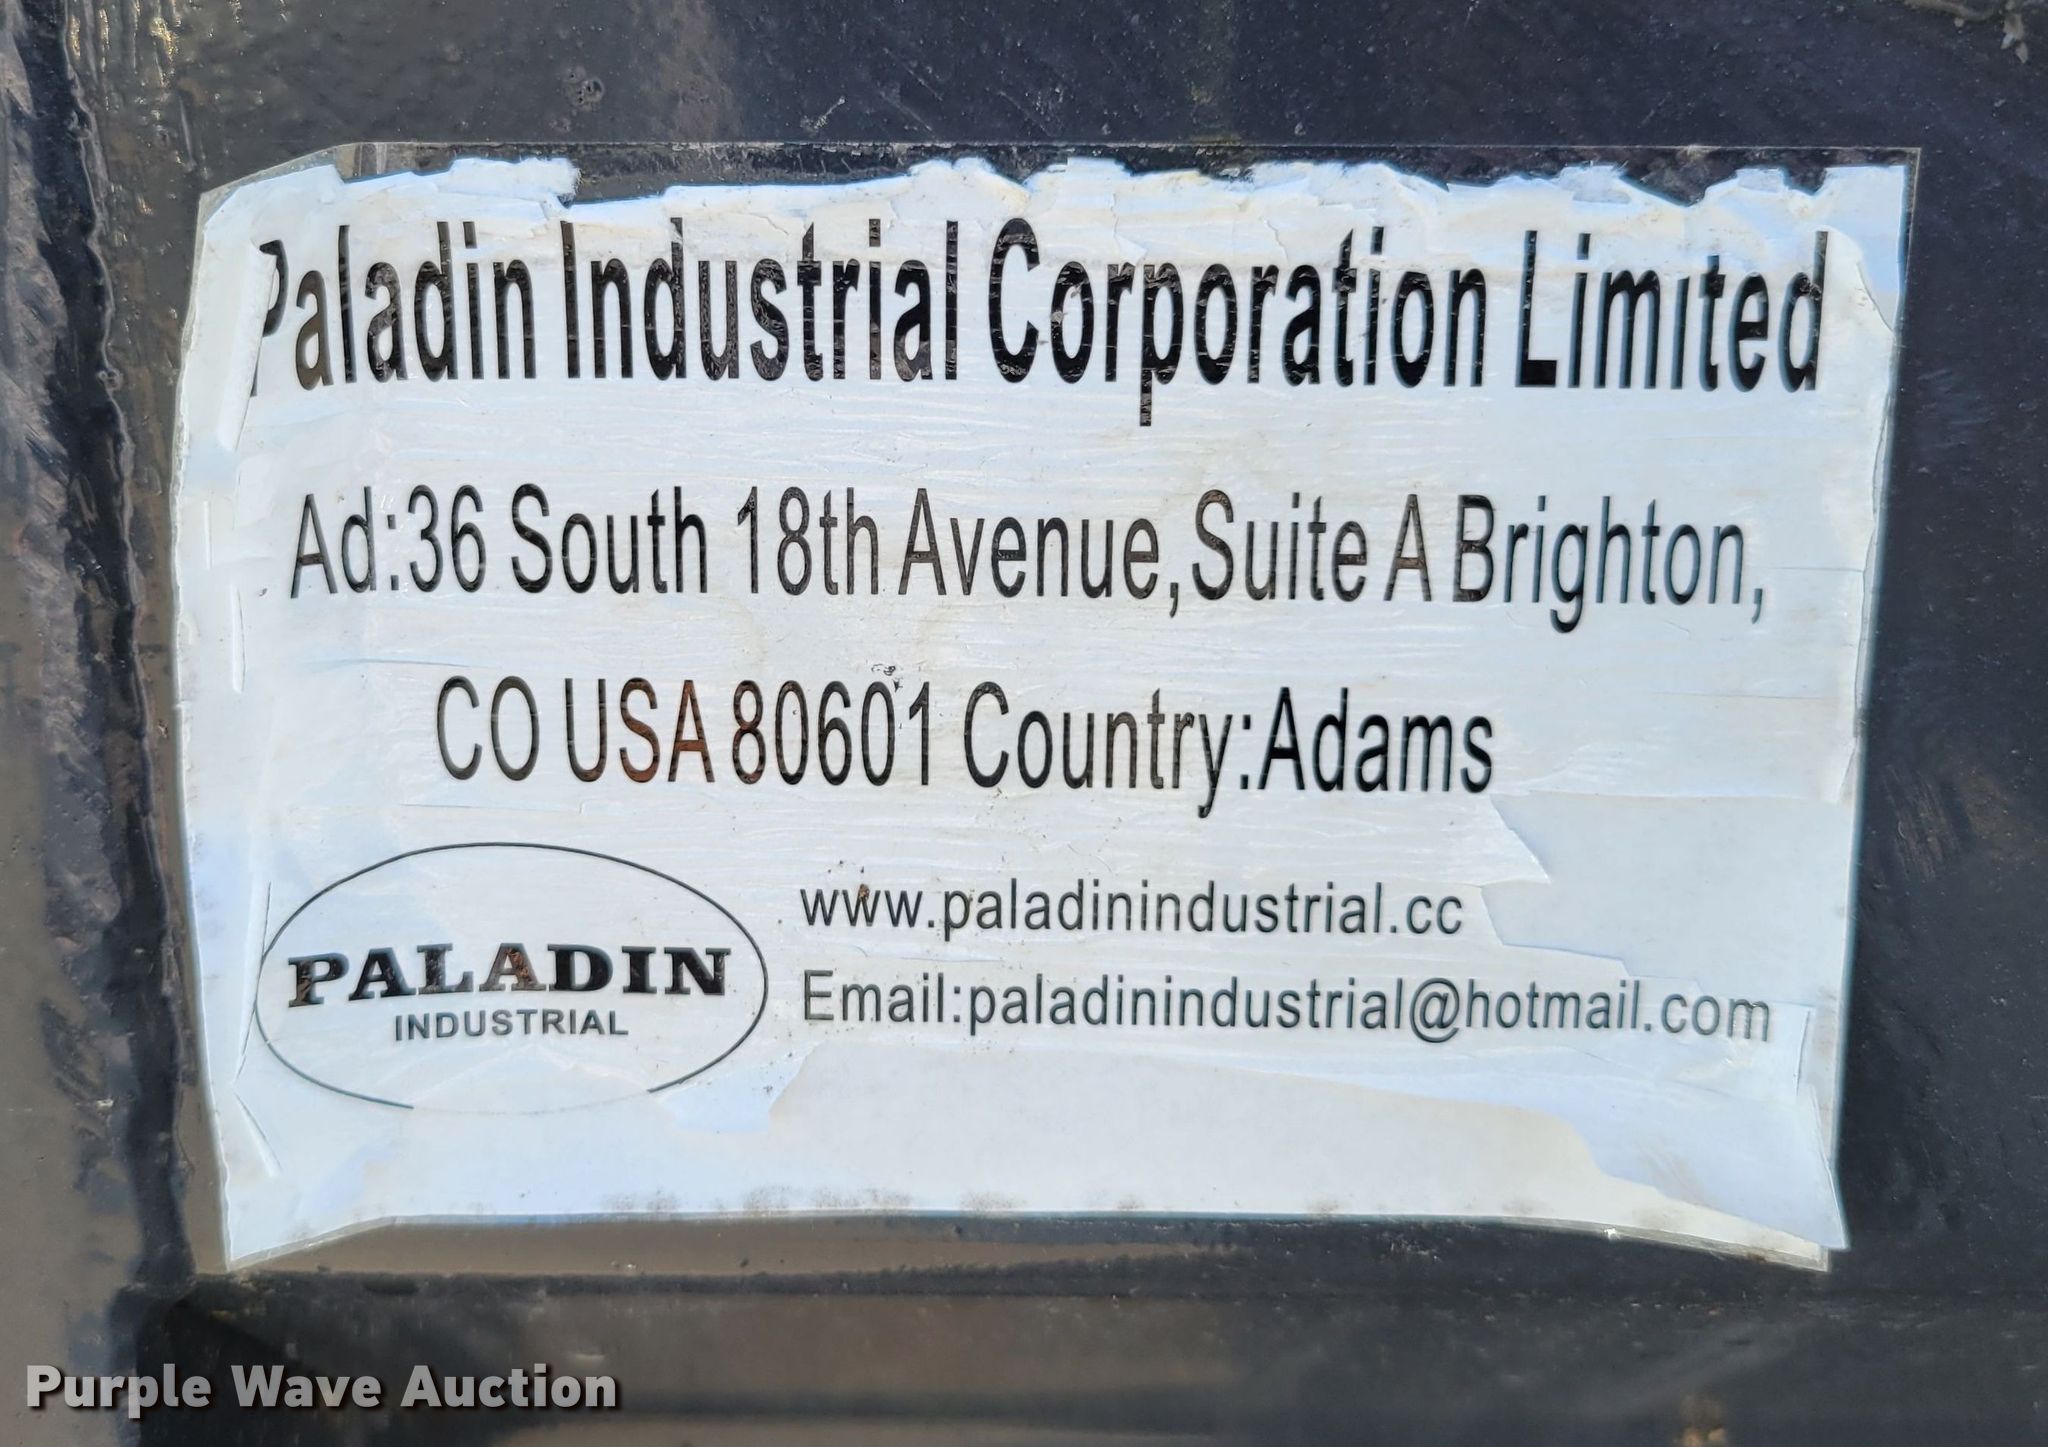 Paladin Industrial Corporation Limited
Ad:36 South 18th Avenue,Suite A Brighton,
CO USA 80601 Country:Adams
PALADIN
INDUSTRIAL
www.paladinindustrial.cc
Email:paladinindustrial@hotmail.com
Purple Wave Auction